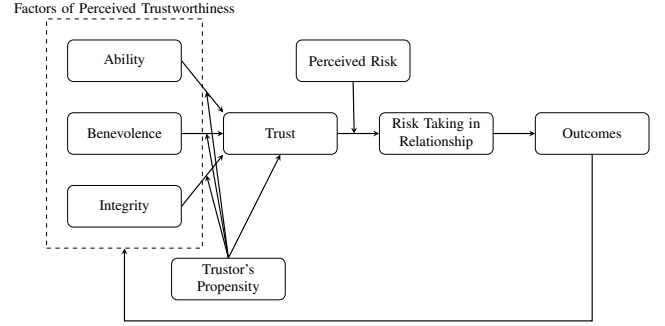 Factors of Perceived Trustworthiness
Ability
Perceived Risk
Benevolence
Trust
Risk Taking in
Relationship
Outcomes
Integrity
Trustor's
Propensity